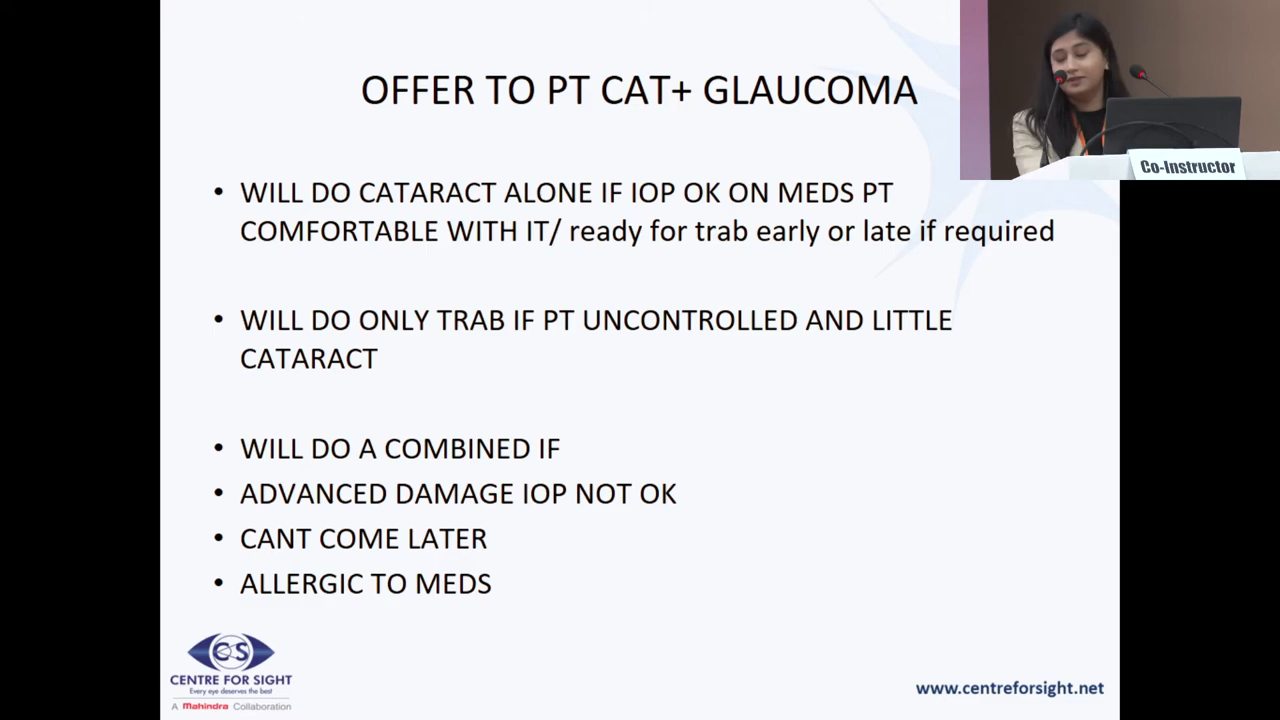 OFFER TO PT CAT+ GLAUCOMA
• WILL DO CATARACT ALONE IF IOP OK ON MEDS PT
COMFORTABLE WITH IT/ ready for trab early or late if required
• WILL DO ONLY TRAB IF PT UNCONTROLLED AND LITTLE
CATARACT
• WILL DO A COMBINED IF
• ADVANCED DAMAGE IOP NOT OK
• CANT COME LATER
• ALLERGIC TO MEDS
Co-Instructor
CS
CENTRE FOR SIGHT
Every eye deserves the best
A Mahindra Collaboration
www.centreforsight.net